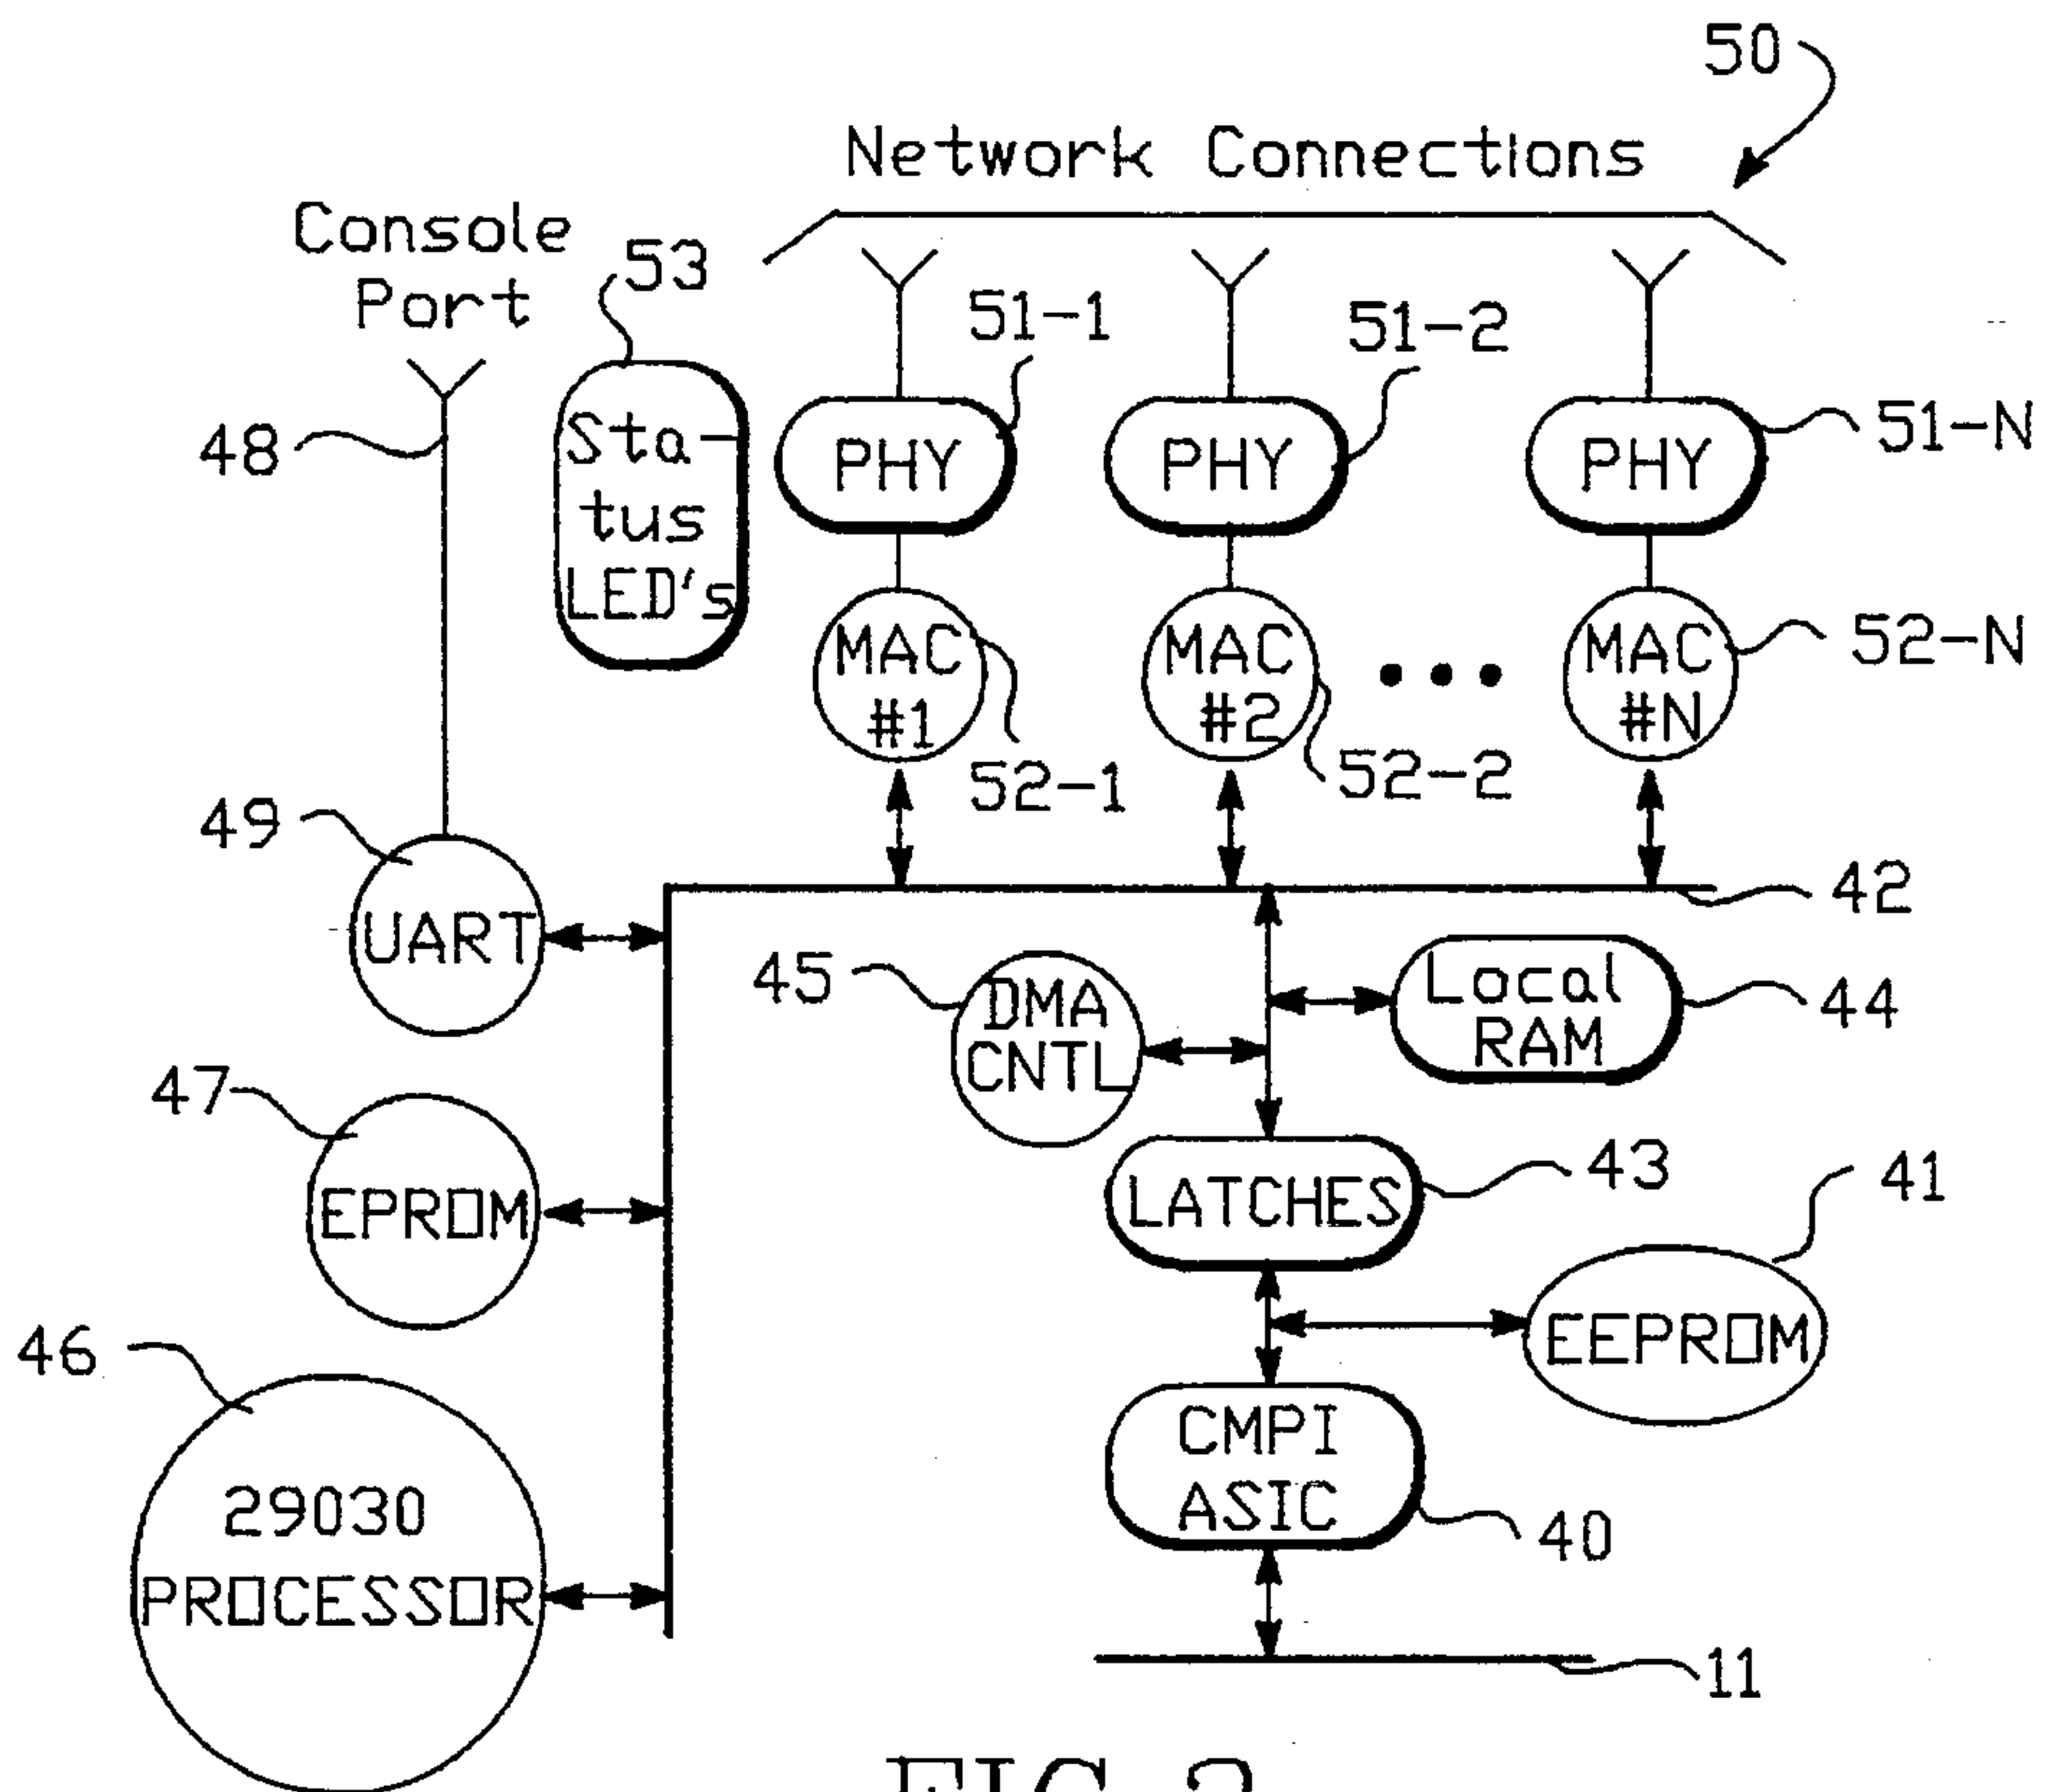 50
Network Connections
Console
Port
53
51-1
51-2
51-N
48
Sta-
tus
LED's
PHY
PHY
PHY
MAC
#1
MAC
#2
MAC
#N
52-N
52-1
52-2
49
UART
42
45
DMA
CNTL
Local
RAM
44
47
EPROM
LATCHES
43
41
EEPROM
46
29030
PROCESSOR
CMPI
ASIC
40
11
FIG.2